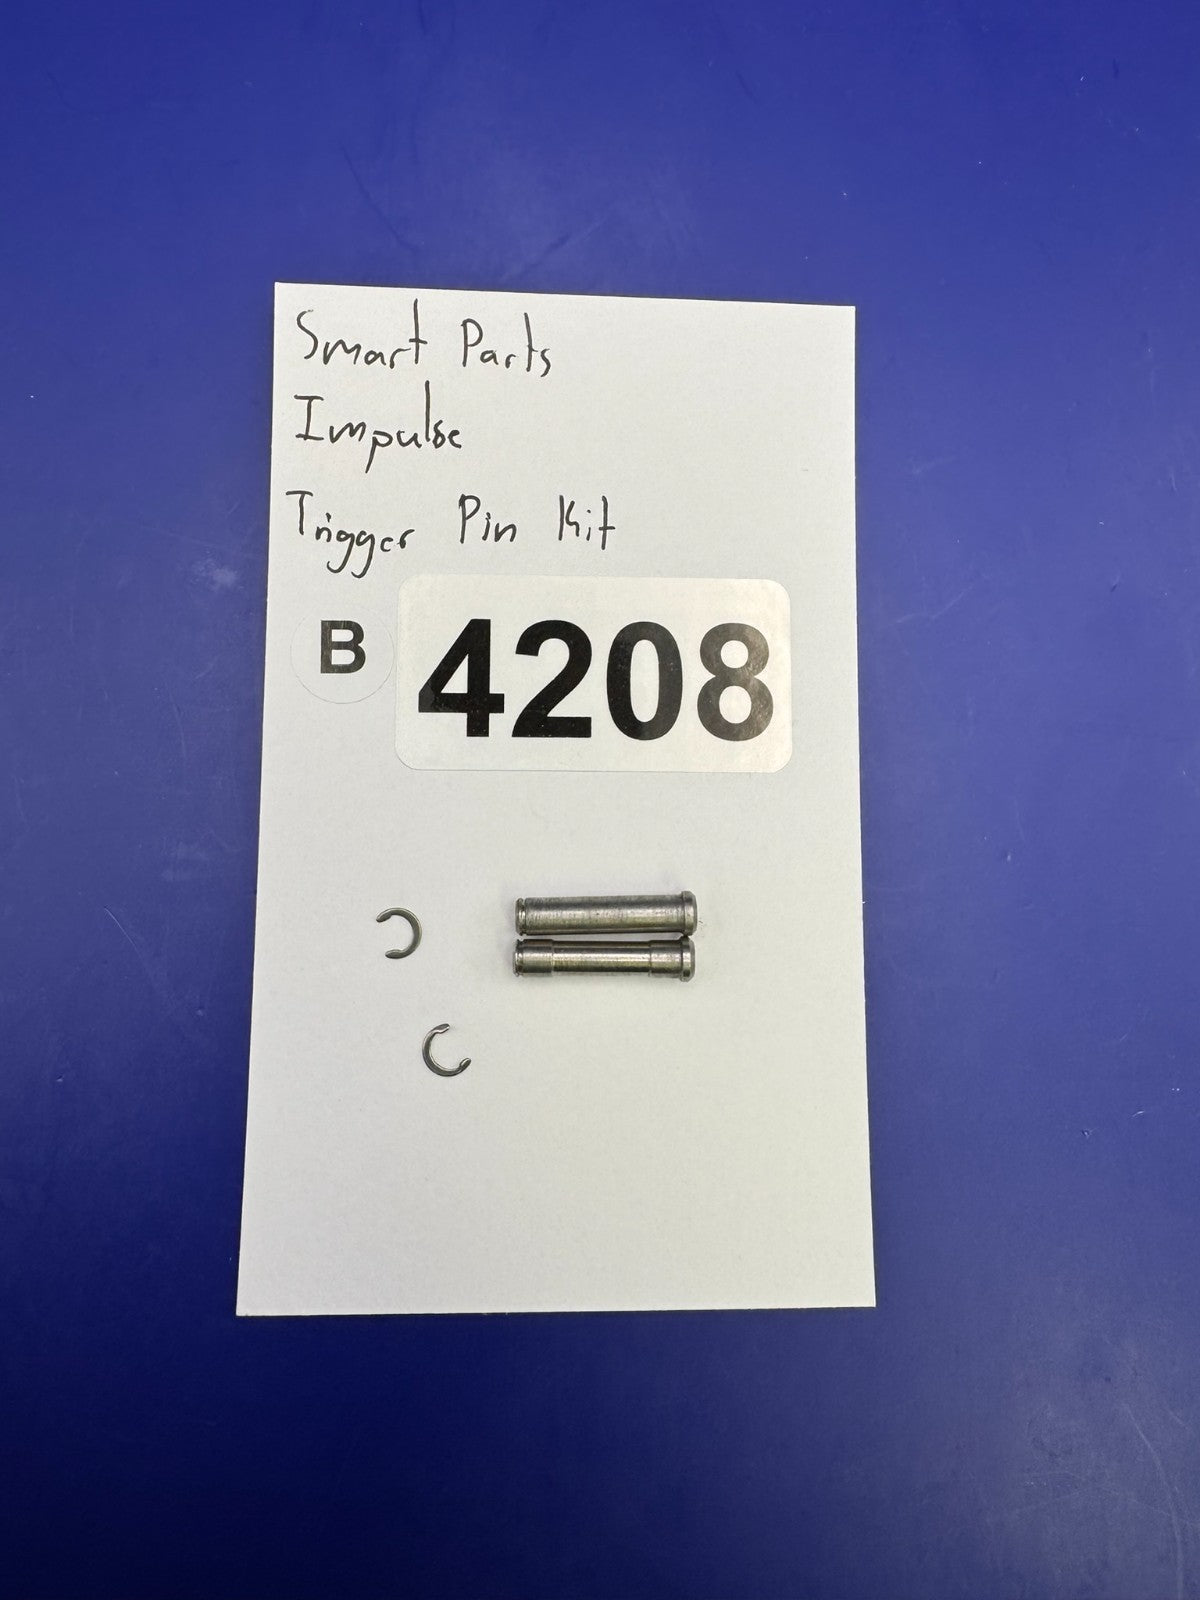 Smart Parts
Impulse
Trigger Pin Kit
B 4208